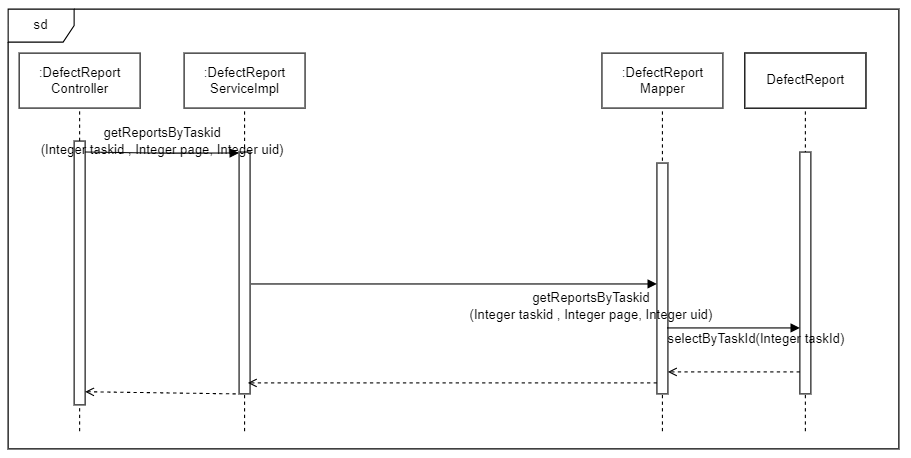 sd
:DefectReport
Controller
:DefectReport
ServiceImpl
:DefectReport
Mapper
DefectReport
getReportsByTaskid
(Integer taskid , Integer page, Integer uid)
getReportsByTaskid
(Integer taskid , Integer page, Integer uid)
selectByTaskId(Integer taskId)